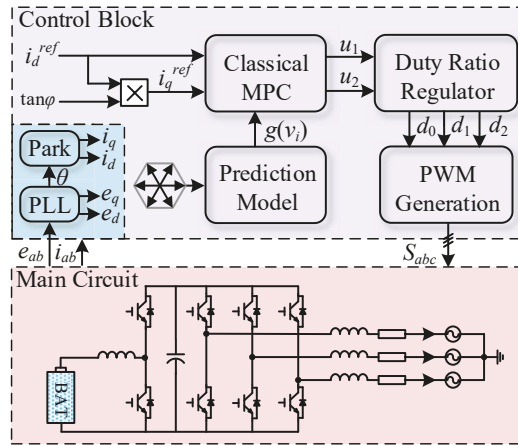 Control Block
i_d^ref
tanφ
i_q^ref
Classical
MPC
u_1
u_2
Duty Ratio
Regulator
d_0 d_1 d_2
Park
i_q
i_d
θ
PLL
e_q
e_d
g(v_i)
Prediction
Model
PWM
Generation
e_ab i_ab
S_abc
Main Circuit
BAT